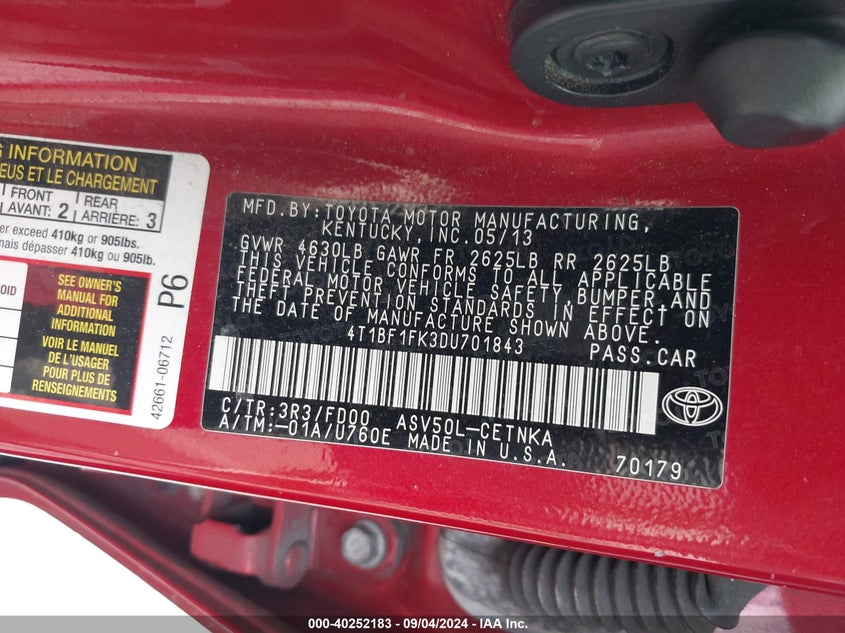 G INFORMATION
EUS ET LE CHARGEMENT
FRONT
AVANT: 2
REAR
ARRIÈRE: 3
er exceed 410kg or 905lbs.
mais dépasser 410kg ou 905lb.
OID
SEE OWNER'S
MANUAL FOR
ADDITIONAL
INFORMATION
VOIR LE MANUEL
DE L'USAGER
POUR PLUS DE
RENSEIGNEMENTS
P6
42661-06712
MFD.BY:TOYOTA MOTOR MANUFACTURING,
KENTUCKY, INC.05/13
GVWR 4630LB GAWR FR 2625LB RR 2625LB
THIS VEHICLE CONFORMS TO ALL APPLICABLE
FEDERAL MOTOR VEHICLE SAFETY,BUMPER,AND
THEFT PREVENTION STANDARDS IN EFFECT ON
THE DATE OF MANUFACTURE SHOWN ABOVE.
4T1BF1FK3DU701843 PASS.CAR
C/TR:3R3/FD00 ASV50L-CETNKA
A/TM:-01A/U760E MADE IN U.S.A. 70179
000-40252183 - 09/04/2024 - IAAI, Inc.